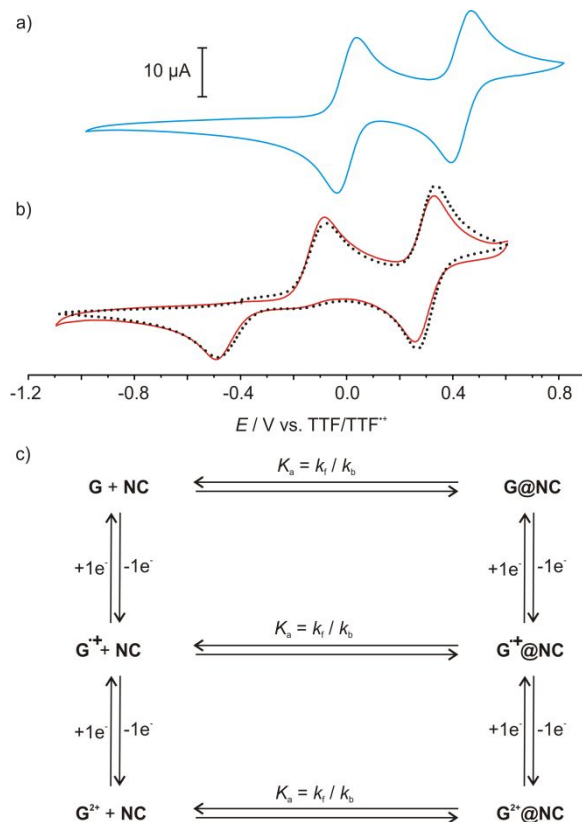 a)
10 µA
b)
-1.2 -0.8 -0.4 0.0 0.4 0.8
E / V vs. TTF/TTF•+
c)
Ka = kf / kb
G + NC G@NC
+1e- -1e- +1e- -1e-
Ka = kf / kb
G•+ + NC G•+@NC
+1e- -1e- +1e- -1e-
Ka = kf / kb
G2+ + NC G2+@NC